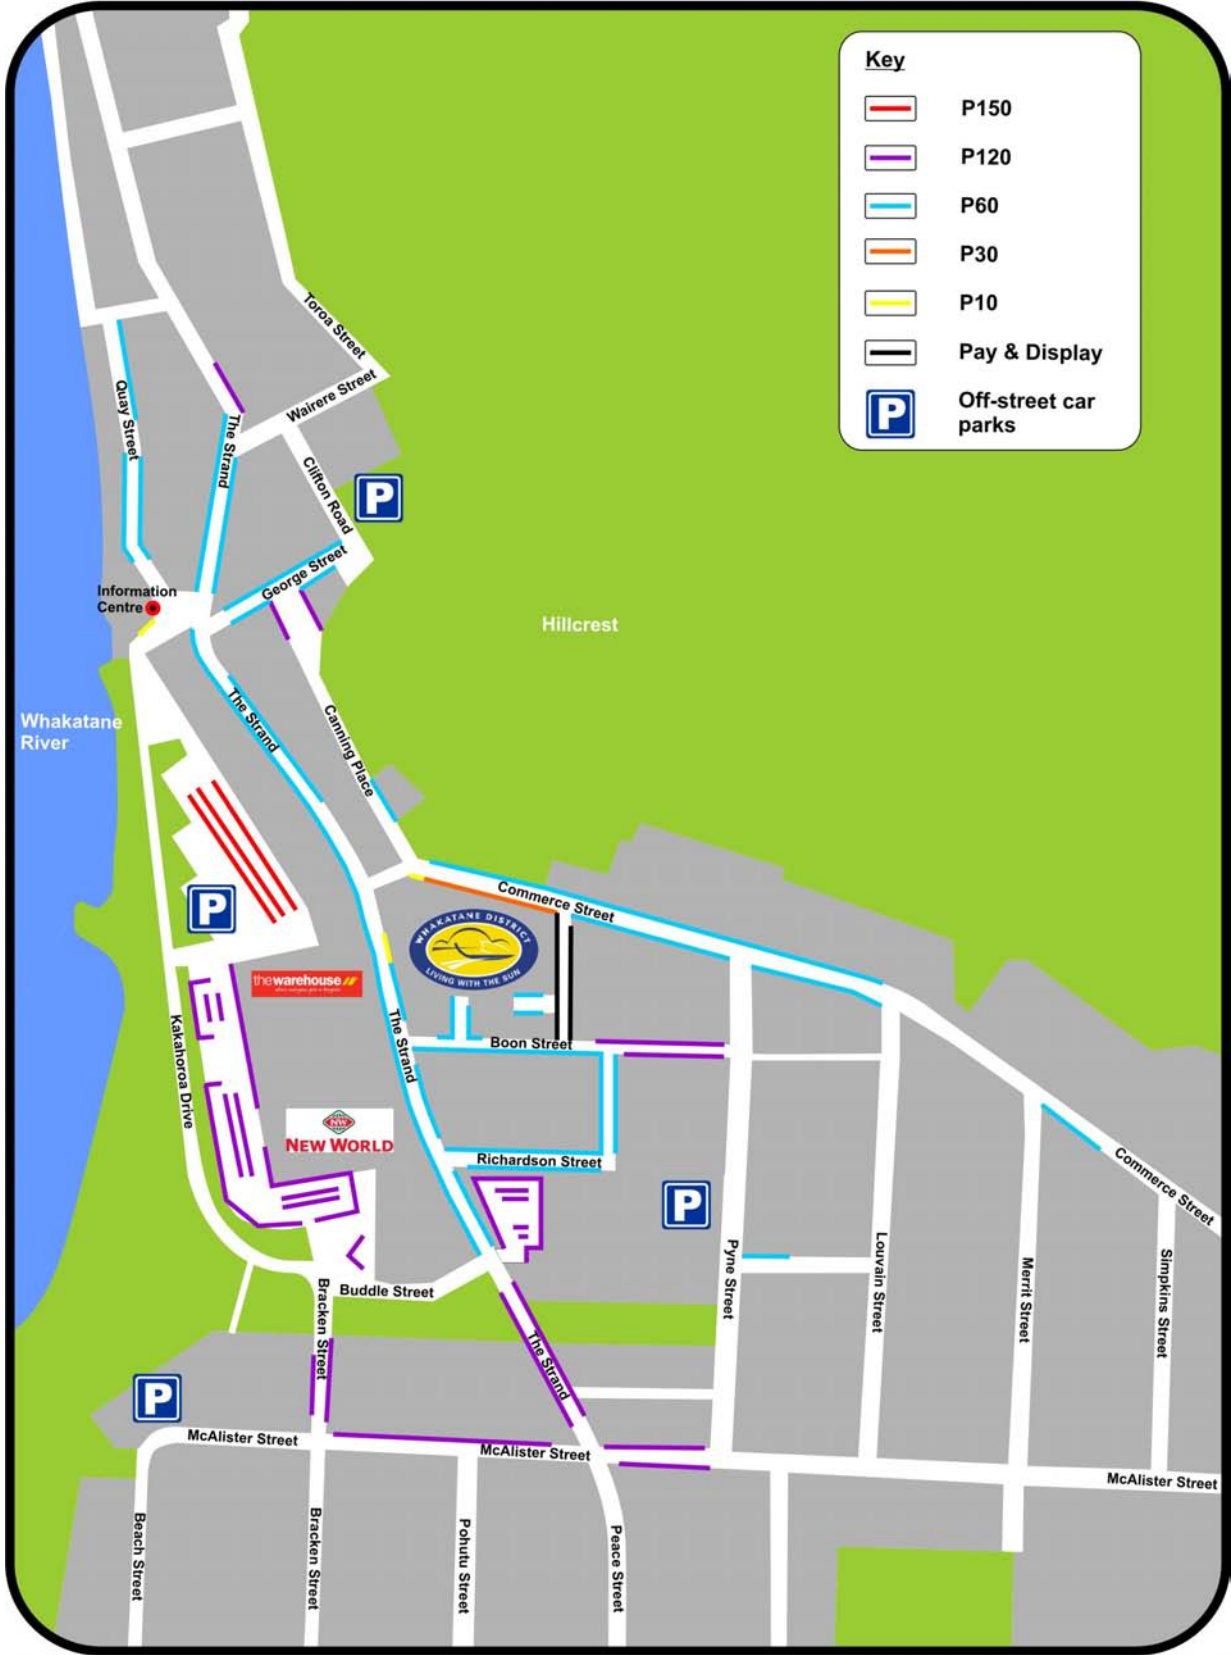 Key
P150
P120
P60
P30
P10
Pay & Display
P
Off-street car
parks
Toroa Street
Wairere Street
Quay Street
The Strand
Clifton Road
P
George Street
Information
Centre
Hillcrest
Whakatane
River
The Strand
Canning Place
Commerce Street
P
WHAKATANE DISTRICT
LIVING WITH THE SUN
the warehouse
The Strand
Boon Street
Kakahoroa Drive
NW
NEW WORLD
Richardson Street
P
Commerce Street
Pyne Street
Louvain Street
Merrit Street
Simpkins Street
Buddle Street
Bracken Street
The Strand
P
McAlister Street
McAlister Street
McAlister Street
Beach Street
Bracken Street
Pohutu Street
Peace Street